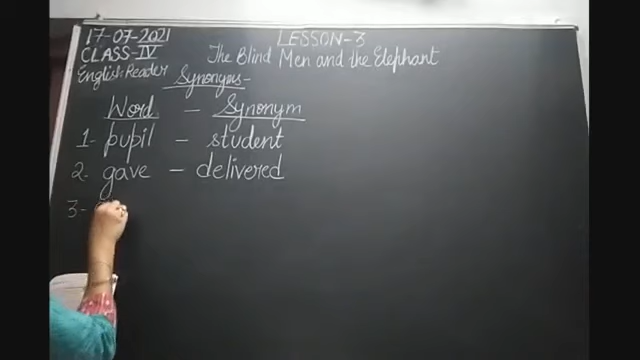 17-07-2021
LESSON-3
CLASS-IV
The Blind Men and the Elephant
English Reader
Synonyms-
Word - Synonym
1- pupil - student
2- gave - delivered
3-